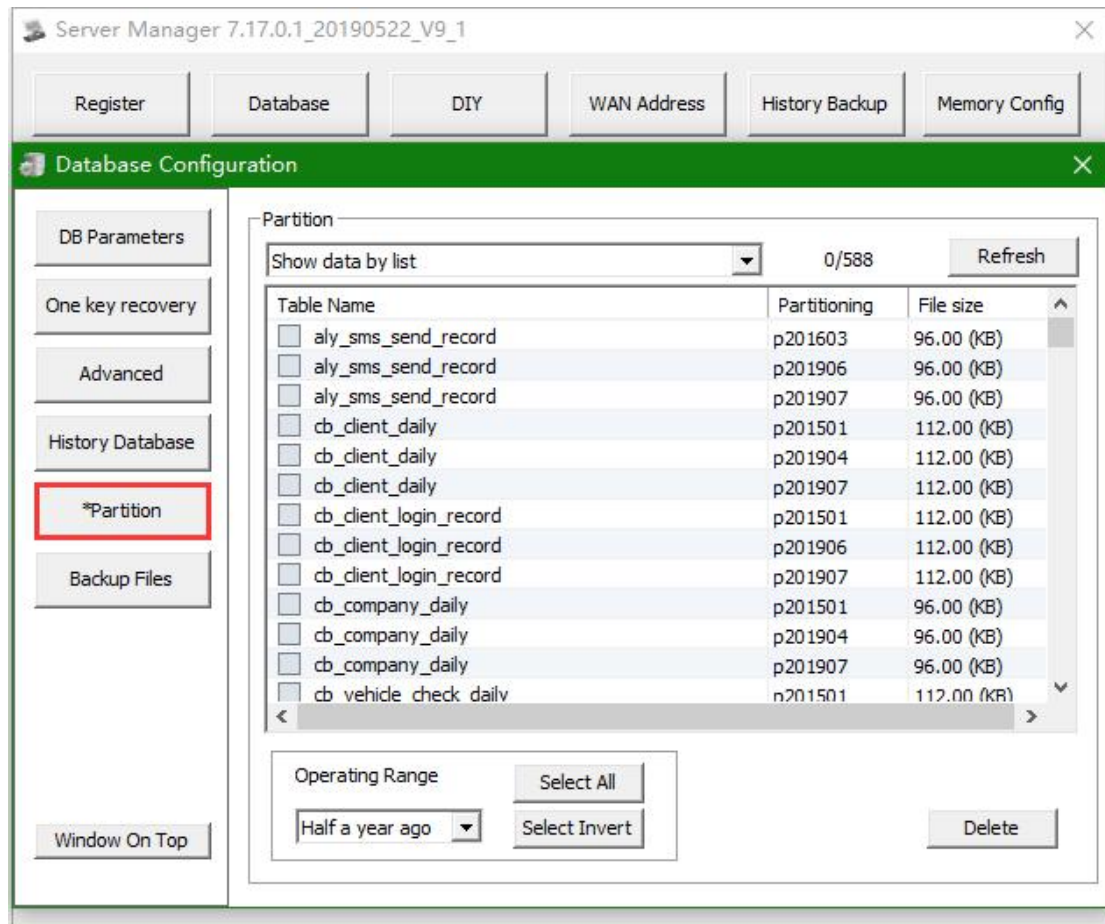 Server Manager 7.17.0.1_20190522_V9_1
Register Database DIY WAN Address History Backup Memory Config
Database Configuration
DB Parameters
One key recovery
Advanced
History Database
*Partition
Backup Files
Window On Top
Partition
Show data by list 0/588 Refresh
Table Name Partitioning File size
aly_sms_send_record p201603 96.00 (KB)
aly_sms_send_record p201906 96.00 (KB)
aly_sms_send_record p201907 96.00 (KB)
cb_client_daily p201501 112.00 (KB)
cb_client_daily p201904 112.00 (KB)
cb_client_daily p201907 112.00 (KB)
cb_client_login_record p201501 112.00 (KB)
cb_client_login_record p201906 112.00 (KB)
cb_client_login_record p201907 112.00 (KB)
cb_company_daily p201501 96.00 (KB)
cb_company_daily p201904 96.00 (KB)
cb_company_daily p201907 96.00 (KB)
cb_vehicle_check_daily p201501 112.00 (KB)
Operating Range Select All
Half a year ago Select Invert Delete